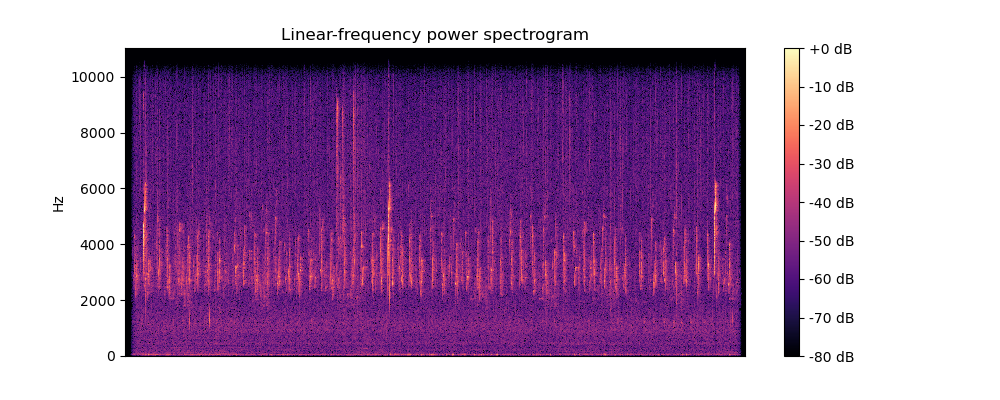 Linear-frequency power spectrogram
Hz
10000
8000
6000
4000
2000
0
+0 dB
-10 dB
-20 dB
-30 dB
-40 dB
-50 dB
-60 dB
-70 dB
-80 dB